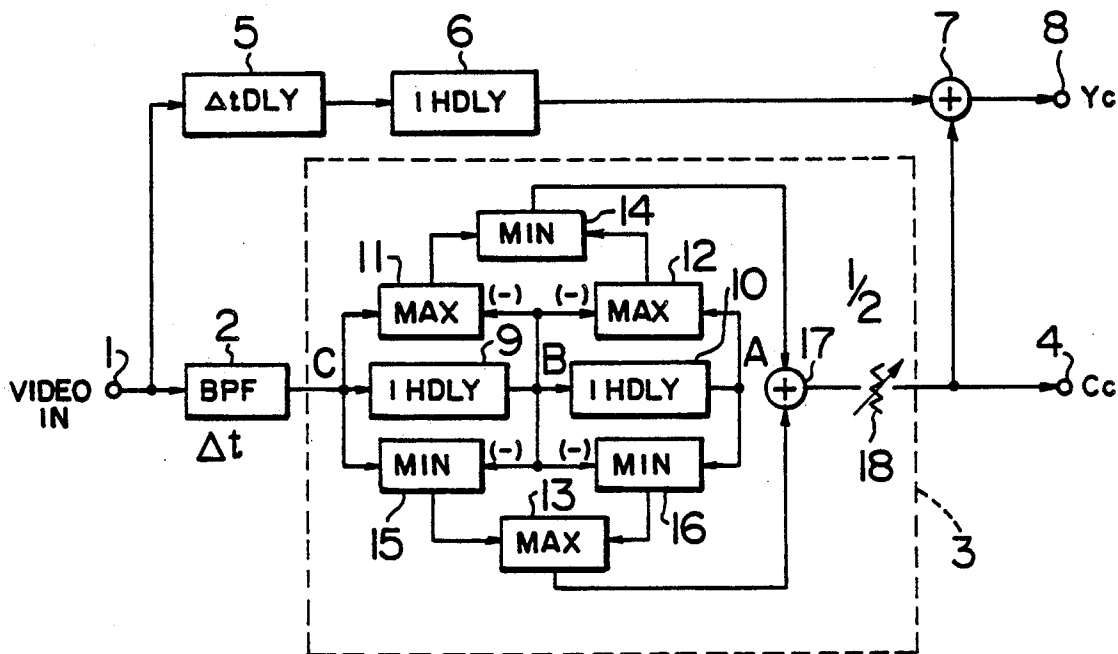 5 6 7 8
ΔtDLY 1HDLY + Yc
14
MIN
11 12 10 1/2
MAX (-) (-) MAX
1 2 C 9 B A 17 4
VIDEO IN BPF 1HDLY 1HDLY + Cc
Δt
(-) (-) 18
MIN MIN
15 13 16 3
MAX